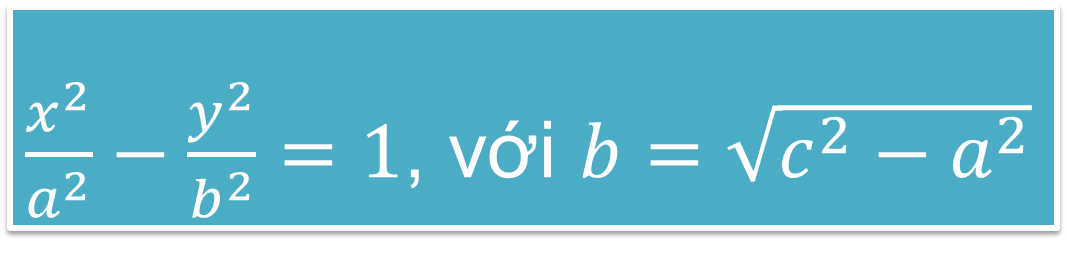 x²/a² − y²/b² = 1, với b = √(c² − a²)